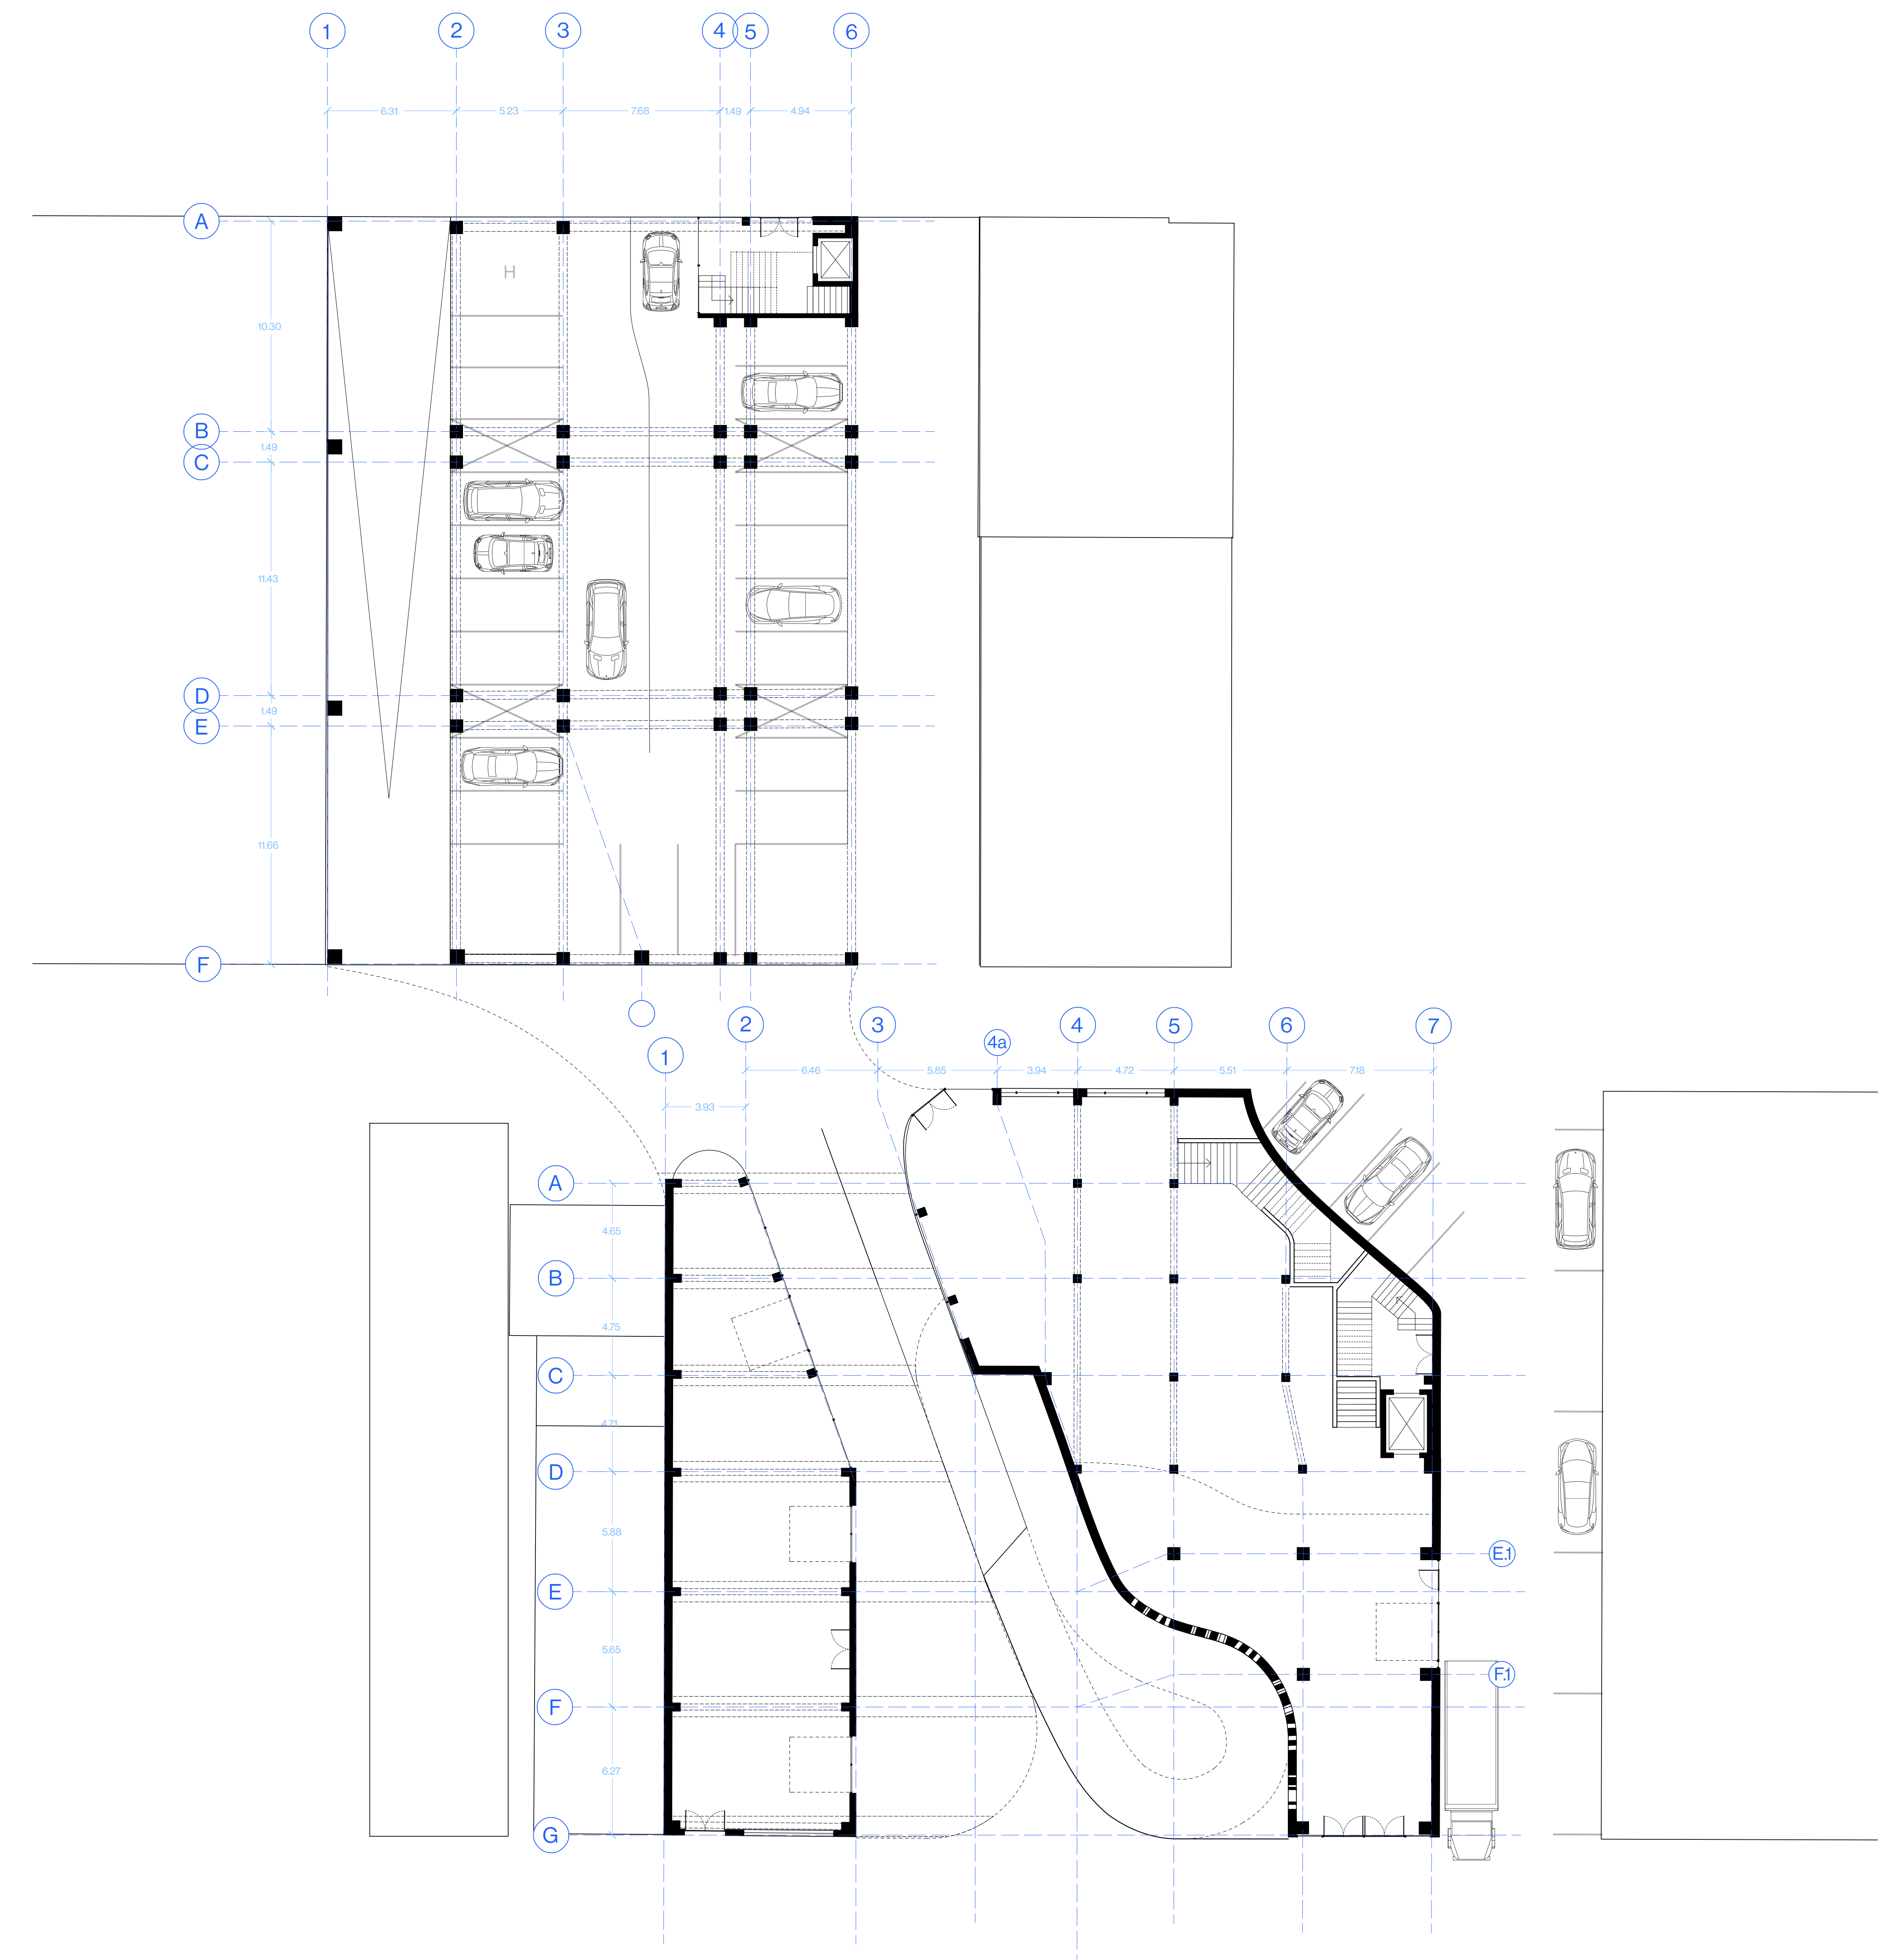 1 2 3 4 5 6
6.31 5.23 7.68 1.49 4.94
A
H
10.30
B
1.49
C
11.43
D
1.49
E
11.66
F
1 2 3 4a 4 5 6 7
6.46 5.85 3.94 4.72 5.51 7.18
3.93
A
4.65
B
4.75
C
4.71
D
5.88
E.1
E
5.65
F.1
F
6.27
G